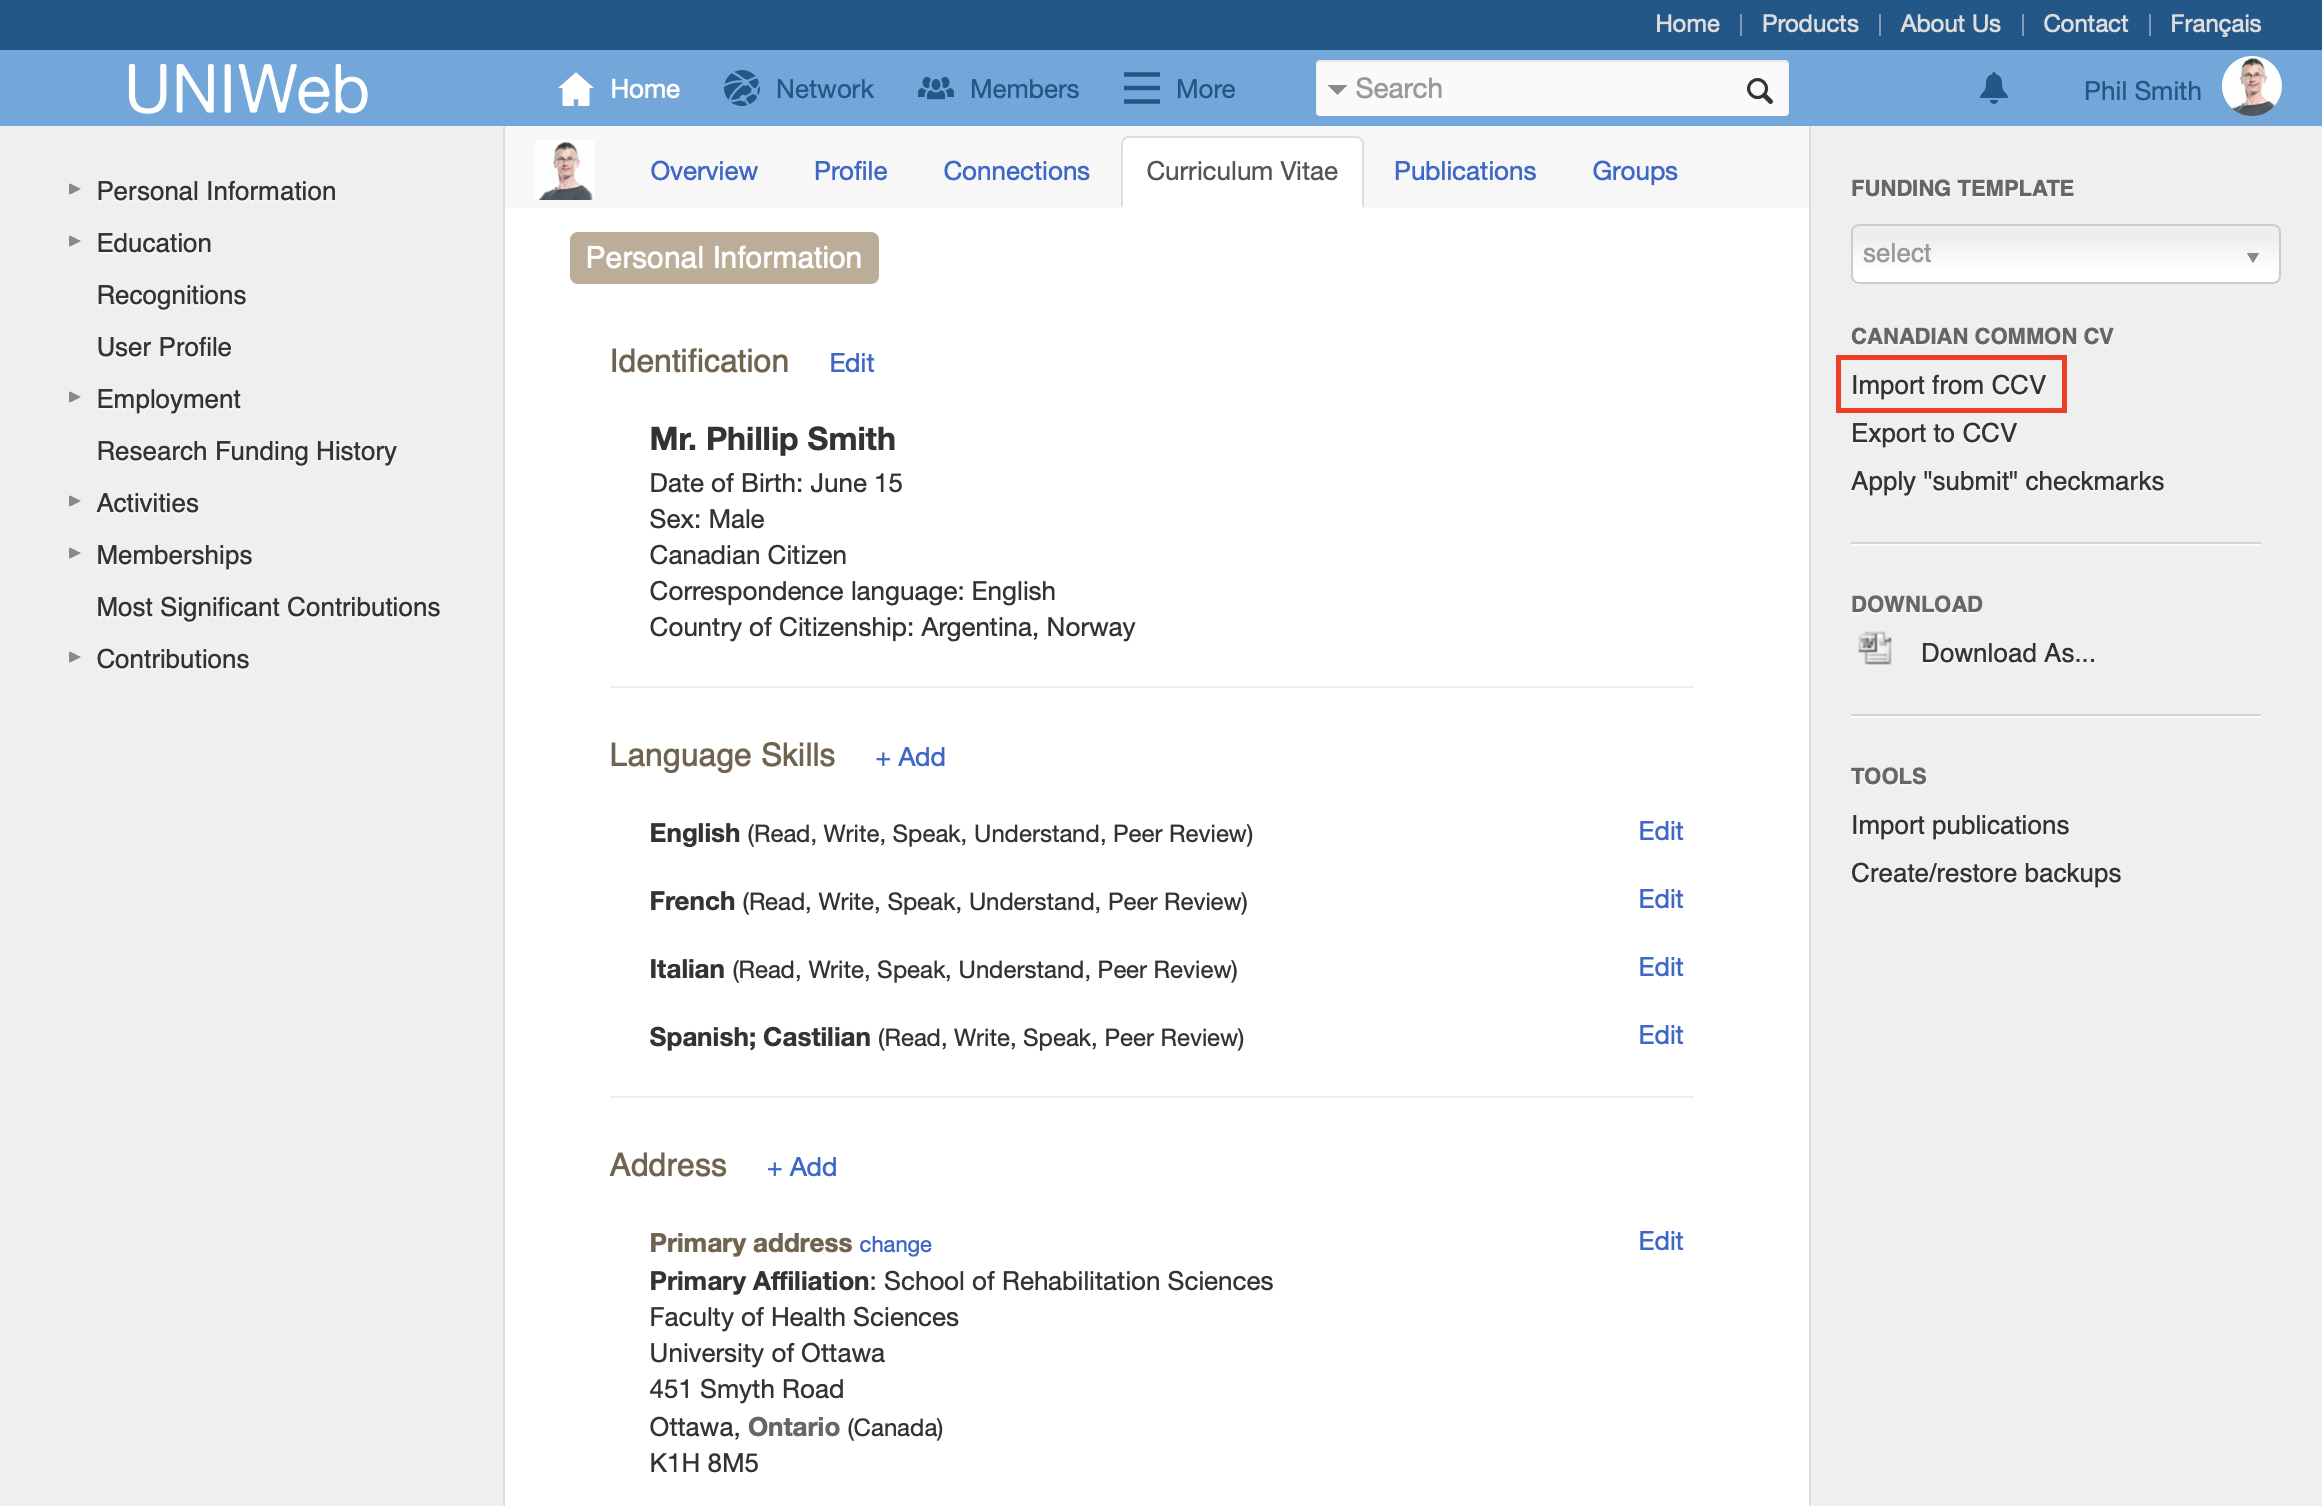 Home | Products | About Us | Contact | Français
UNIWeb
Home
Network
Members
More
Search
Phil Smith
Personal Information
Education
Recognitions
User Profile
Employment
Research Funding History
Activities
Memberships
Most Significant Contributions
Contributions
Overview
Profile
Connections
Curriculum Vitae
Publications
Groups
Personal Information
Identification Edit
Mr. Phillip Smith
Date of Birth: June 15
Sex: Male
Canadian Citizen
Correspondence language: English
Country of Citizenship: Argentina, Norway
Language Skills + Add
English (Read, Write, Speak, Understand, Peer Review) Edit
French (Read, Write, Speak, Understand, Peer Review) Edit
Italian (Read, Write, Speak, Understand, Peer Review) Edit
Spanish; Castilian (Read, Write, Speak, Peer Review) Edit
Address + Add
Primary address change Edit
Primary Affiliation: School of Rehabilitation Sciences
Faculty of Health Sciences
University of Ottawa
451 Smyth Road
Ottawa, Ontario (Canada)
K1H 8M5
FUNDING TEMPLATE
select
CANADIAN COMMON CV
Import from CCV
Export to CCV
Apply "submit" checkmarks
DOWNLOAD
Download As...
TOOLS
Import publications
Create/restore backups